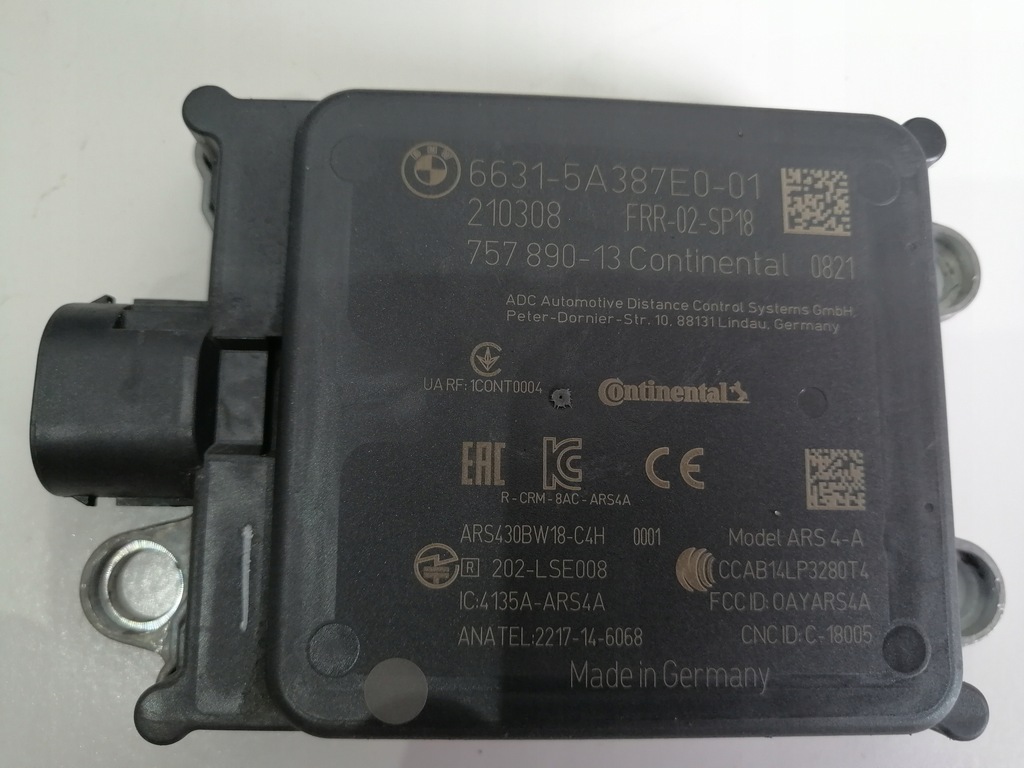 BMW 6631-5A387E0-01
210308 FRR-02-SP18
757 890-13 Continental 0821
ADC Automotive Distance Control Systems GmbH
Peter-Dornier-Str. 10, 88131 Lindau, Germany
UA RF: 1CONT0004
Continental
EAC KC CE
R-CRM-8AC-ARS4A
ARS430BW18-C4H 0001 Model ARS 4-A
R 202-LSE008 CCAB14LP3280T4
IC:4135A-ARS4A FCC ID: OAYARS4A
ANATEL:2217-14-6068 CNC ID: C-18005
Made in Germany